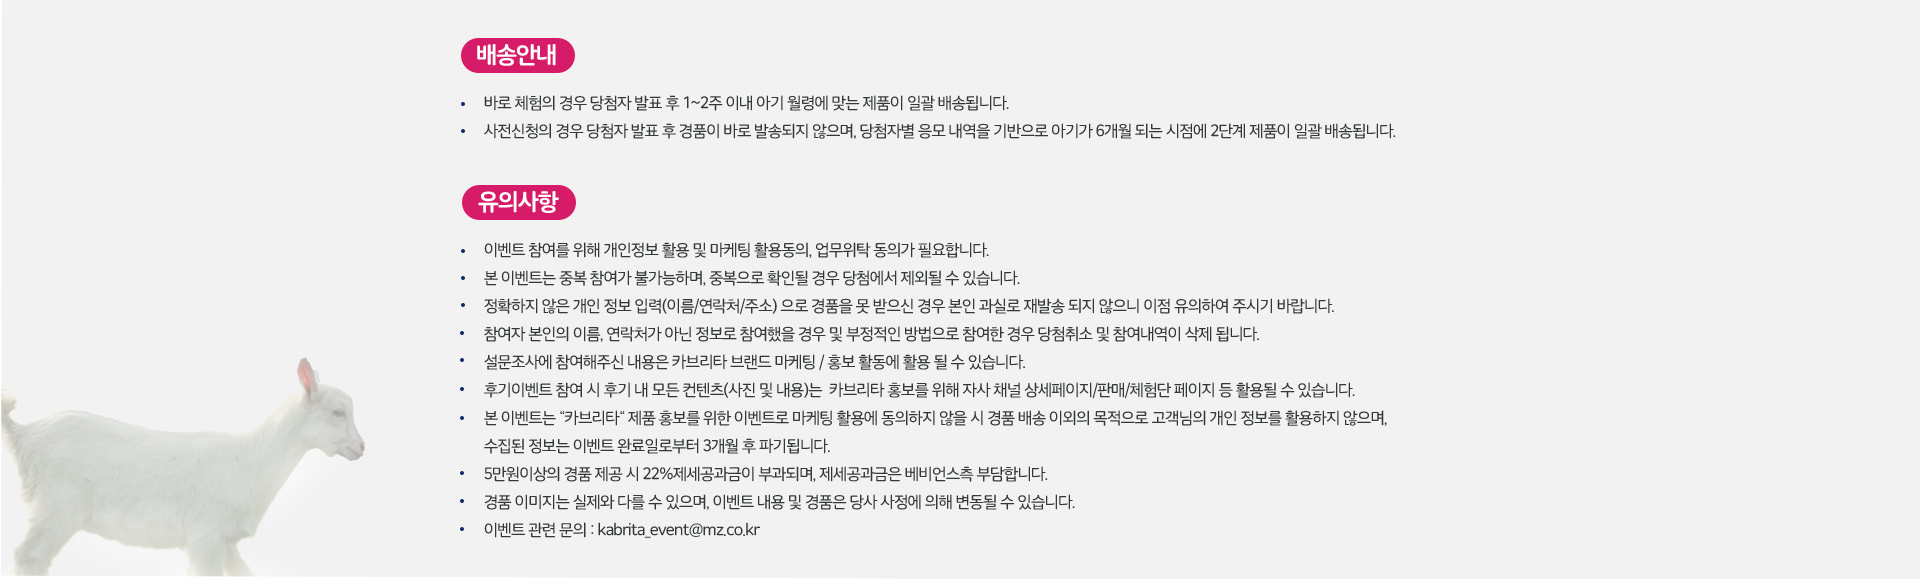 배송안내
• 바로 체험의 경우 당첨자 발표 후 1~2주 이내 아기 월령에 맞는 제품이 일괄 배송됩니다.
• 사전신청의 경우 당첨자 발표 후 경품이 바로 발송되지 않으며, 당첨자별 응모 내역을 기반으로 아기가 6개월 되는 시점에 2단계 제품이 일괄 배송됩니다.
유의사항
• 이벤트 참여를 위해 개인정보 활용 및 마케팅 활용동의, 업무위탁 동의가 필요합니다.
• 본 이벤트는 중복 참여가 불가능하며, 중복으로 확인될 경우 당첨에서 제외될 수 있습니다.
• 정확하지 않은 개인 정보 입력(이름/연락처/주소) 으로 경품을 못 받으신 경우 본인 과실로 재발송 되지 않으니 이점 유의하여 주시기 바랍니다.
• 참여자 본인의 이름, 연락처가 아닌 정보로 참여했을 경우 및 부정적인 방법으로 참여한 경우 당첨취소 및 참여내역이 삭제 됩니다.
• 설문조사에 참여해주신 내용은 카브리타 브랜드 마케팅 / 홍보 활동에 활용 될 수 있습니다.
• 후기이벤트 참여 시 후기 내 모든 컨텐츠(사진 및 내용)는 카브리타 홍보를 위해 자사 채널 상세페이지/판매/체험단 페이지 등 활용될 수 있습니다.
• 본 이벤트는 “카브리타“ 제품 홍보를 위한 이벤트로 마케팅 활용에 동의하지 않을 시 경품 배송 이외의 목적으로 고객님의 개인 정보를 활용하지 않으며,
수집된 정보는 이벤트 완료일로부터 3개월 후 파기됩니다.
• 5만원이상의 경품 제공 시 22%제세공과금이 부과되며, 제세공과금은 베비언스측 부담합니다.
• 경품 이미지는 실제와 다를 수 있으며, 이벤트 내용 및 경품은 당사 사정에 의해 변동될 수 있습니다.
• 이벤트 관련 문의 : kabrita_event@mz.co.kr